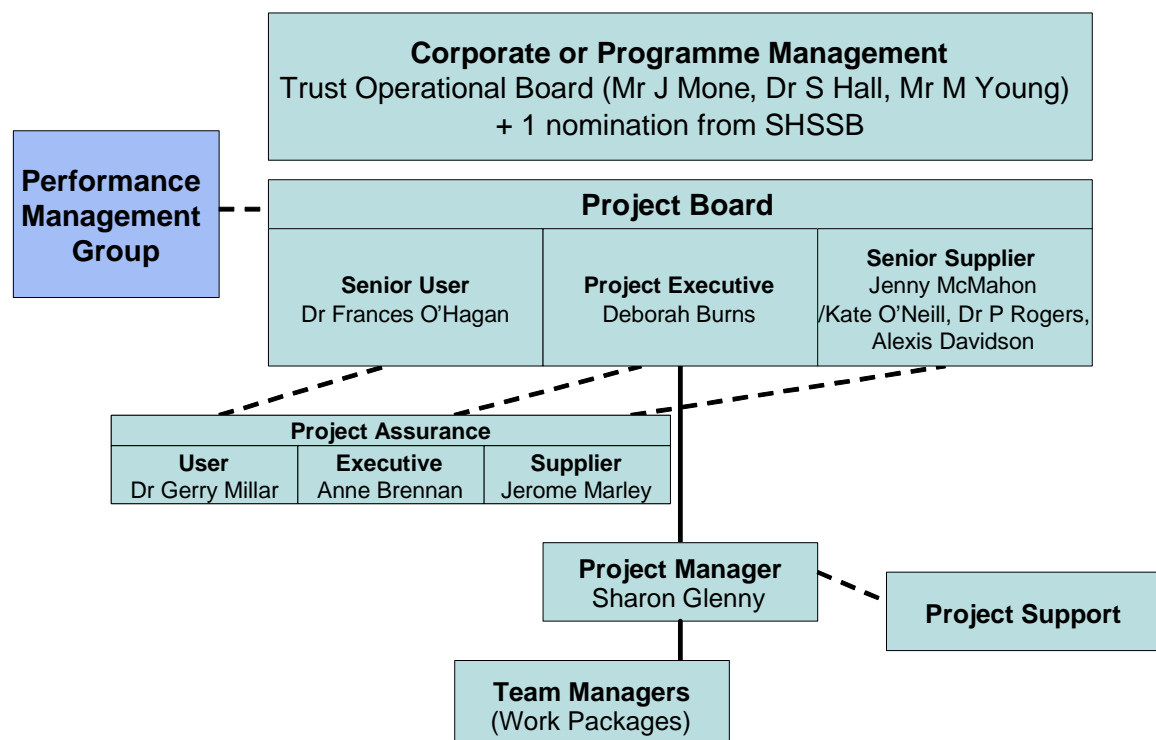 Corporate or Programme Management
Trust Operational Board (Mr J Mone, Dr S Hall, Mr M Young)
+ 1 nomination from SHSSB
Performance
Management
Group
Project Board
Senior User
Dr Frances O’Hagan
Project Executive
Deborah Burns
Senior Supplier
Jenny McMahon
/Kate O’Neill, Dr P Rogers,
Alexis Davidson
Project Assurance
User
Dr Gerry Millar
Executive
Anne Brennan
Supplier
Jerome Marley
Project Manager
Sharon Glenny
Project Support
Team Managers
(Work Packages)